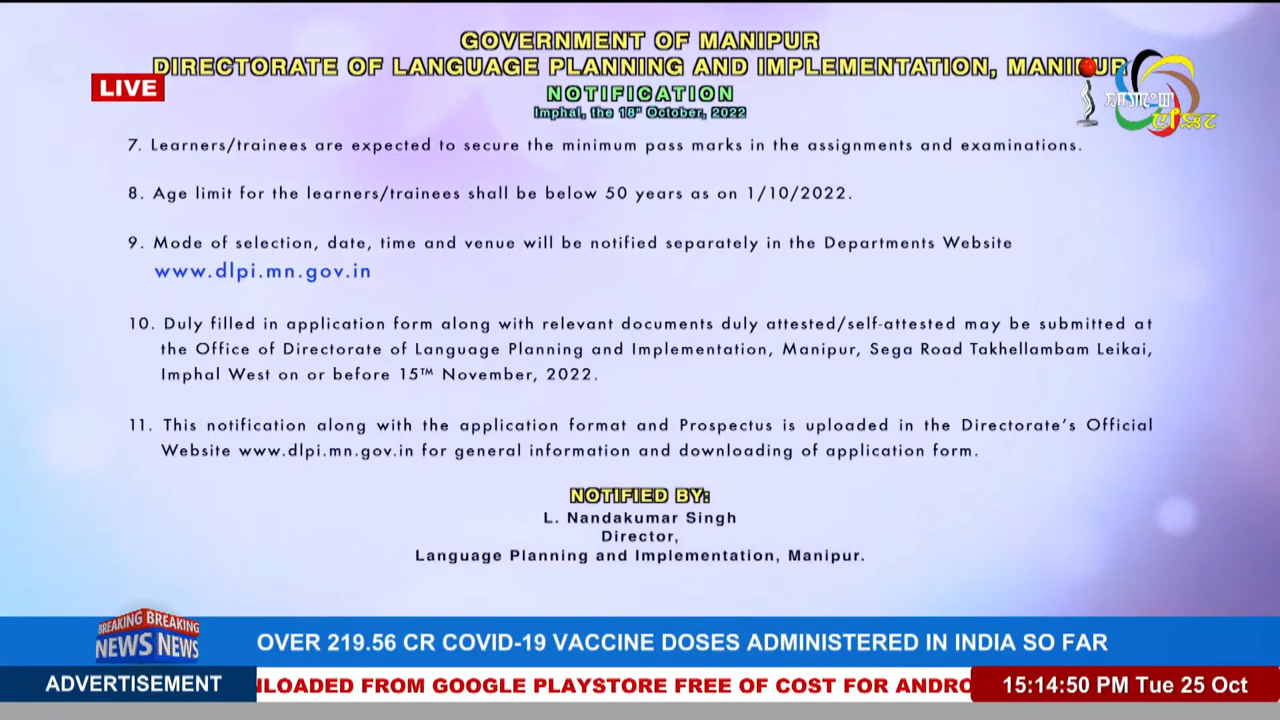 GOVERNMENT OF MANIPUR
DIRECTORATE OF LANGUAGE PLANNING AND IMPLEMENTATION, MANIPUR
LIVE
NOTIFICATION
Imphal, the 18ᵗʰ October, 2022
7. Learners/trainees are expected to secure the minimum pass marks in the assignments and examinations.
8. Age limit for the learners/trainees shall be below 50 years as on 1/10/2022.
9. Mode of selection, date, time and venue will be notified separately in the Departments Website
www.dlpi.mn.gov.in
10. Duly filled in application form along with relevant documents duly attested/self-attested may be submitted at
the Office of Directorate of Language Planning and Implementation, Manipur, Sega Road Takhellambam Leikai,
Imphal West on or before 15ᵀᴹ November, 2022.
11. This notification along with the application format and Prospectus is uploaded in the Directorate's Official
Website www.dlpi.mn.gov.in for general information and downloading of application form.
NOTIFIED BY:
L. Nandakumar Singh
Director,
Language Planning and Implementation, Manipur.
BREAKING BREAKING
NEWS NEWS
OVER 219.56 CR COVID-19 VACCINE DOSES ADMINISTERED IN INDIA SO FAR
ADVERTISEMENT
NLOADED FROM GOOGLE PLAYSTORE FREE OF COST FOR ANDRO
15:14:50 PM Tue 25 Oct